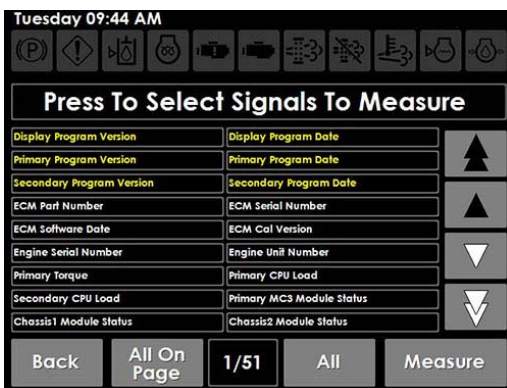 Tuesday 09:44 AM
(P)
Press To Select Signals To Measure
Display Program Version
Display Program Date
Primary Program Version
Primary Program Date
Secondary Program Version
Secondary Program Date
ECM Part Number
ECM Serial Number
ECM Software Date
ECM Cal Version
Engine Serial Number
Engine Unit Number
Primary Torque
Primary CPU Load
Secondary CPU Load
Primary MC3 Module Status
Chassis1 Module Status
Chassis2 Module Status
Back
All On
Page
1/51
All
Measure